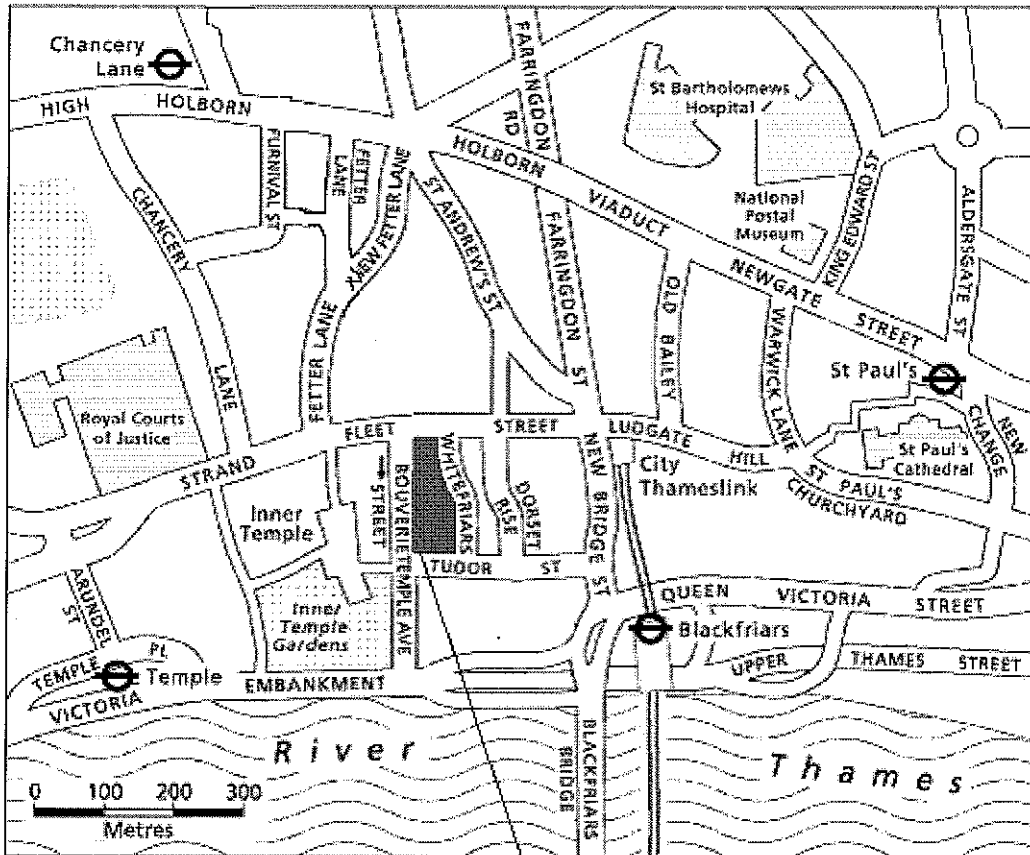 Chancery
Lane
HIGH HOLBORN
FURNIVAL ST
FETTER
LANE
NEW FETTER LANE
FETTER LANE
CHANCERY
LANE
ST ANDREW'S ST
FARRINGDON
RD
FARRINGDON ST
HOLBORN VIADUCT
St Bartholomews
Hospital
National
Postal
Museum
KING EDWARD ST
ALDERSGATE ST
NEWGATE STREET
OLD BAILEY
WARWICK LANE
St Paul's
NEW
CHANGE
St Paul's
Cathedral
Royal Courts
of Justice
STRAND
FLEET STREET
LUDGATE HILL
ST PAUL'S
CHURCHYARD
City
Thameslink
Inner
Temple
STREET
BOUVERIE
WHITEFRIARS
DORSET
RISE
NEW BRIDGE ST
TUDOR ST
TEMPLE AVE
Inner
Temple
Gardens
ARUNDEL
ST
TEMPLE PL
Temple
VICTORIA EMBANKMENT
QUEEN VICTORIA STREET
Blackfriars
UPPER THAMES STREET
BLACKFRIARS
BRIDGE
River Thames
0 100 200 300
Metres